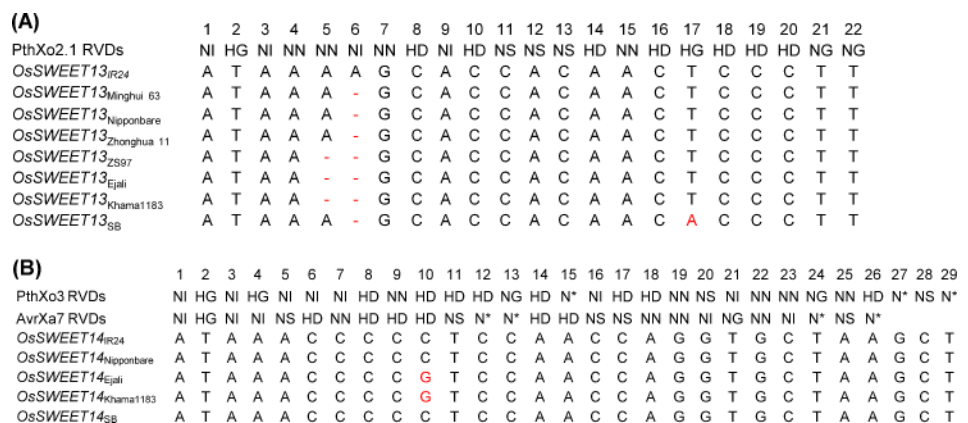 (A)
1 2 3 4 5 6 7 8 9 10 11 12 13 14 15 16 17 18 19 20 21 22
PthXo2.1 RVDs NI HG NI NN NN NI NN HD NI HD NS NS NS HD NN HD HG HD HD HD NG NG
OsSWEET13IR24 A T A A A A G C A C C A C A A C T C C C T T
OsSWEET13Minghui 63 A T A A A - G C A C C A C A A C T C C C T T
OsSWEET13Nipponbare A T A A A - G C A C C A C A A C T C C C T T
OsSWEET13Zhonghua 11 A T A A A - G C A C C A C A A C T C C C T T
OsSWEET13ZS97 A T A A - - G C A C C A C A A C T C C C T T
OsSWEET13Ejali A T A A - - G C A C C A C A A C T C C C T T
OsSWEET13Khama1183 A T A A - - G C A C C A C A A C T C C C T T
OsSWEET13SB A T A A A - G C A C C A C A A C A C C C T T
(B)
1 2 3 4 5 6 7 8 9 10 11 12 13 14 15 16 17 18 19 20 21 22 23 24 25 26 27 28 29
PthXo3 RVDs NI HG NI HG NI NI NI HD NN HD HD HD NG HD N* NI HD HD NN NS NI NN NN NG NN HD N* NS N*
AvrXa7 RVDs NI HG NI NI NS HD NN HD HD HD NS N* N* HD HD NS NS NN NN NI NG NN NI N* NS N*
OsSWEET14IR24 A T A A A C C C C C T C C A A C C A G G T G C T A A G C T
OsSWEET14Nipponbare A T A A A C C C C C T C C A A C C A G G T G C T A A G C T
OsSWEET14Ejali A T A A A C C C C G T C C A A C C A G G T G C T A A G C T
OsSWEET14Khama1183 A T A A A C C C C G T C C A A C C A G G T G C T A A G C T
OsSWEET14SB A T A A A C C C C C T C C A A C C A G G T G C T A A G C T